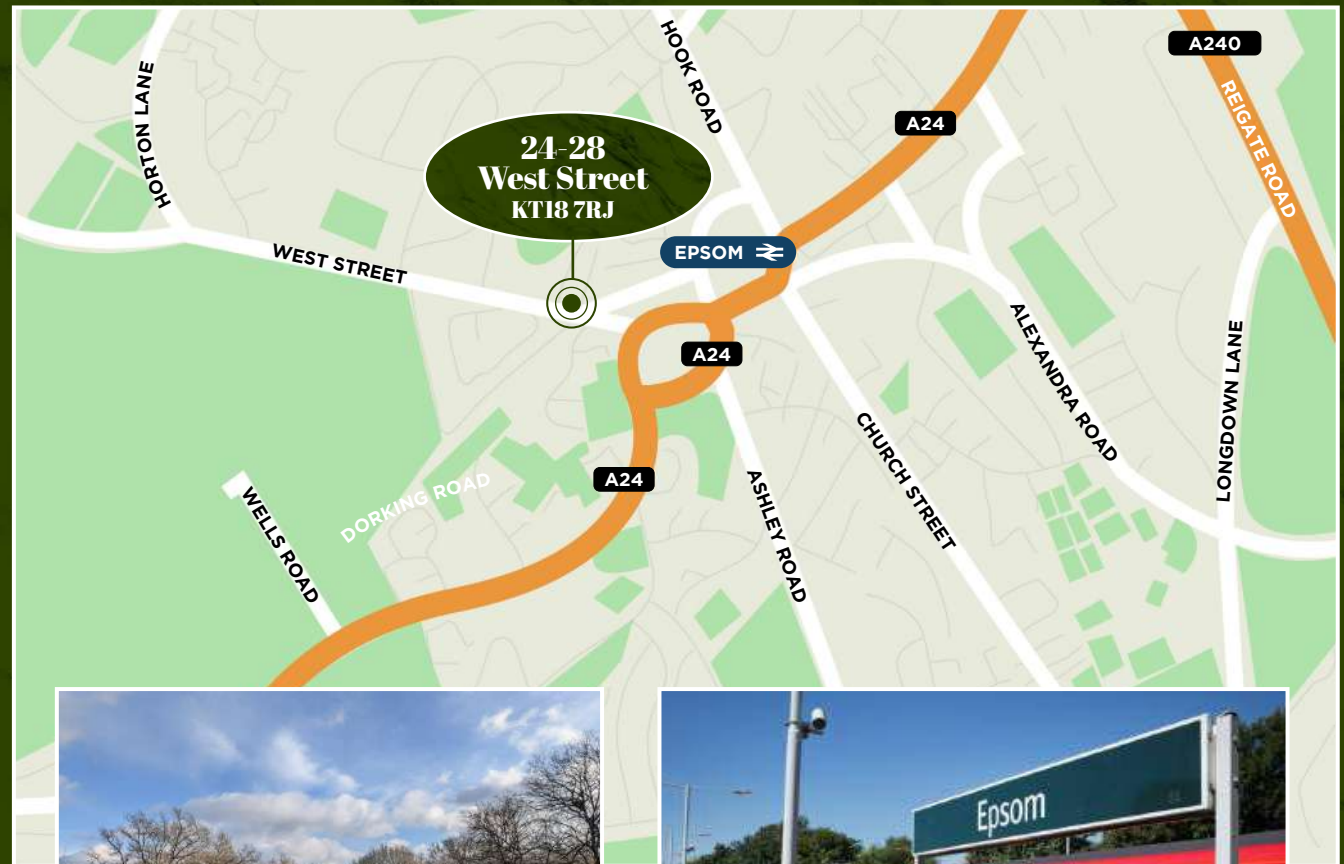 HORTON LANE
HOOK ROAD
A240
REIGATE ROAD
A24
24-28
West Street
KT18 7RJ
WEST STREET
EPSOM
A24
ALEXANDRA ROAD
LONGDOWN LANE
CHURCH STREET
A24
ASHLEY ROAD
DORKING ROAD
WELLS ROAD
Epsom